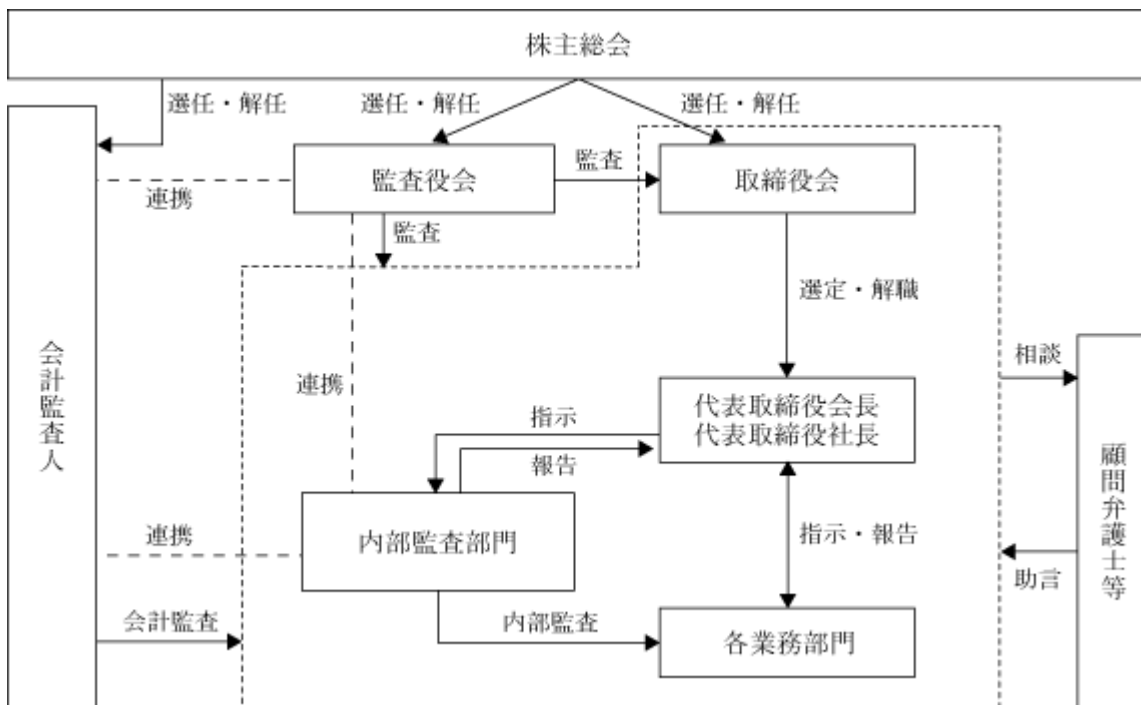 株主総会
選任・解任
選任・解任
選任・解任
監査役会
監査
取締役会
連携
監査
選定・解職
会計監査人
連携
相談
代表取締役会長
代表取締役社長
指示
報告
顧問弁護士等
連携
内部監査部門
指示・報告
助言
会計監査
内部監査
各業務部門